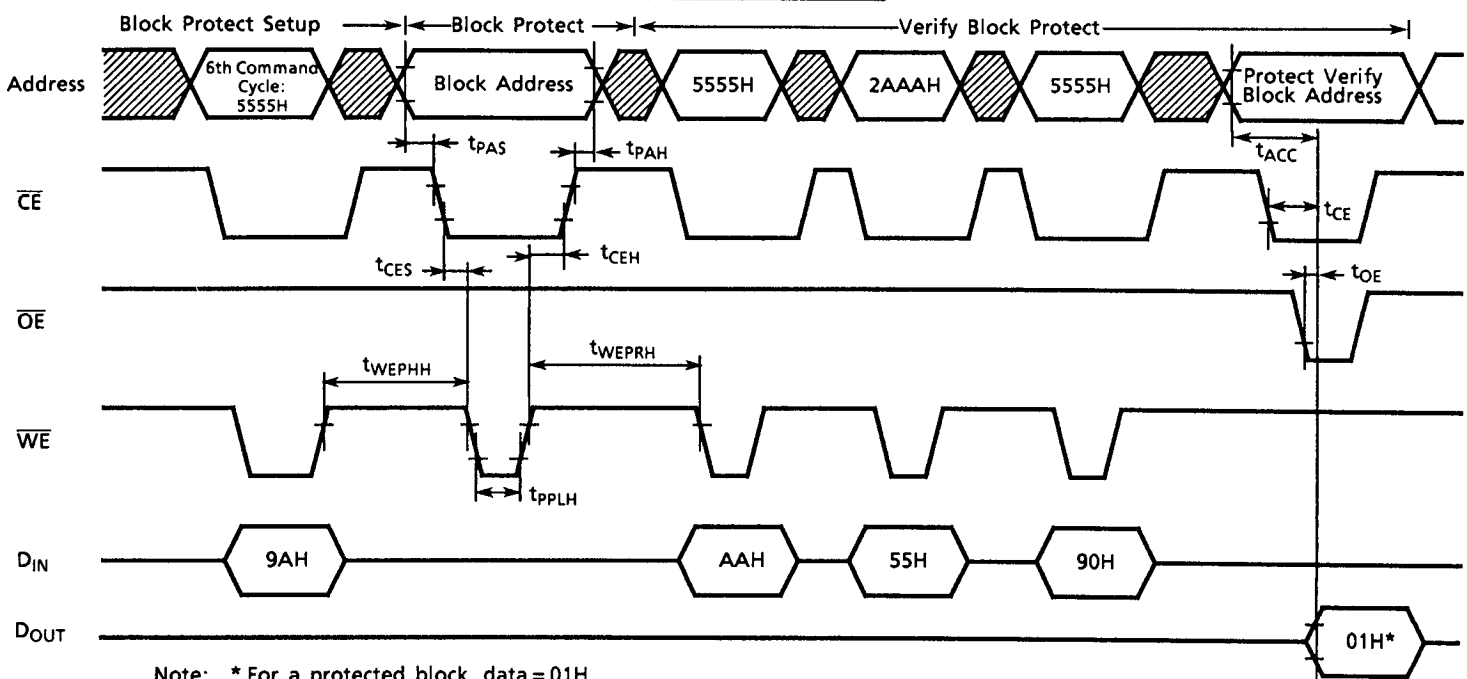 Block Protect Setup
Block Protect
Verify Block Protect
Address
6th Command
Cycle:
5555H
Block Address
5555H
2AAAH
5555H
Protect Verify
Block Address
tPAS
tPAH
tACC
CE
tCE
tCES
tCEH
tOE
OE
tWEPHH
tWEPRH
WE
tPPLH
DIN
9AH
AAH
55H
90H
DOUT
01H*
Note: * For a protected block, data = 01H